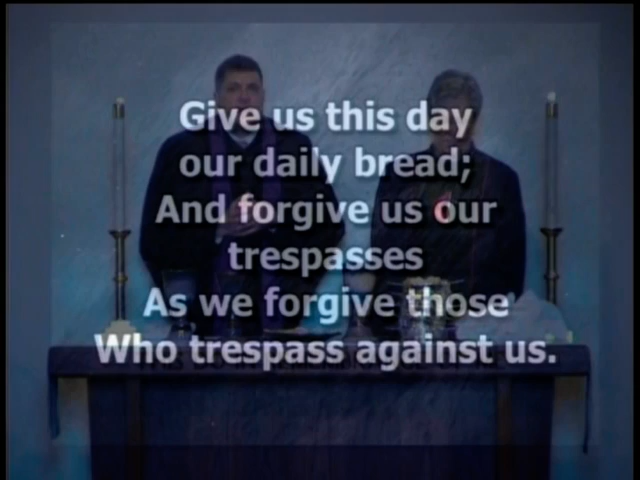 Give us this day
our daily bread;
And forgive us our
trespasses
As we forgive those
Who trespass against us.